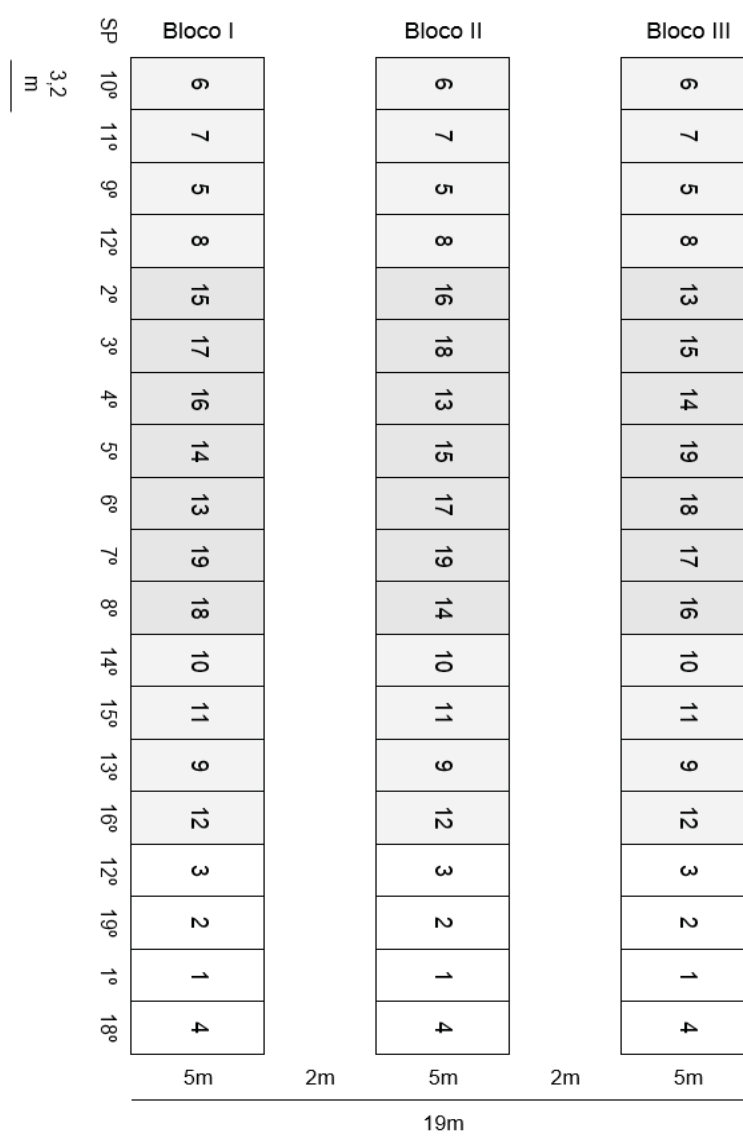 SP Bloco I Bloco II Bloco III
3,2 m
10º 6 6 6
11º 7 7 7
9º 5 5 5
12º 8 8 8
2º 15 16 13
3º 17 18 15
4º 16 13 14
5º 14 15 19
6º 13 17 18
7º 19 19 17
8º 18 14 16
14º 10 10 10
15º 11 11 11
13º 9 9 9
16º 12 12 12
12º 3 3 3
19º 2 2 2
1º 1 1 1
18º 4 4 4
5m 2m 5m 2m 5m
19m